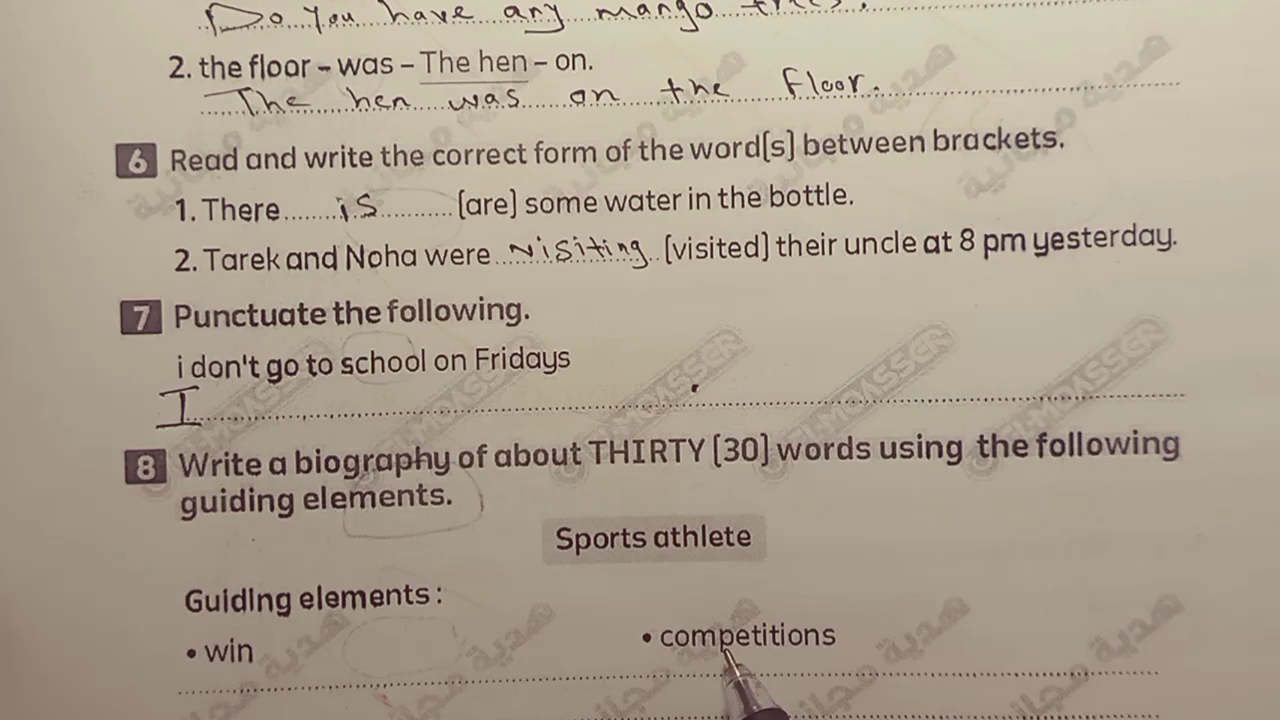 Do you have any mango
2. the floor – was – The hen – on.
The hen was on the floor.
6 Read and write the correct form of the word(s) between brackets.
1. There ........is.......... (are) some water in the bottle.
2. Tarek and Noha were ..visiting.. (visited) their uncle at 8 pm yesterday.
7 Punctuate the following.
i don't go to school on Fridays
I .
8 Write a biography of about THIRTY (30) words using the following
guiding elements.
Sports athlete
Guiding elements :
• win • competitions